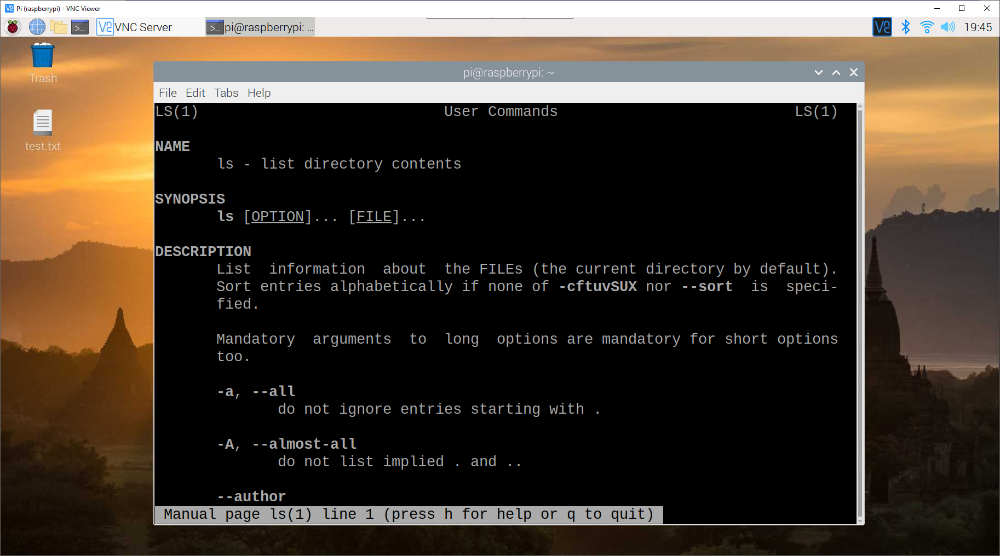 Pi (raspberrypi) - VNC Viewer
VNC Server
pi@raspberrypi: ...
19:45
Trash
test.txt
pi@raspberrypi: ~
File Edit Tabs Help
LS(1) User Commands LS(1)
NAME
ls - list directory contents
SYNOPSIS
ls [OPTION]... [FILE]...
DESCRIPTION
List information about the FILEs (the current directory by default).
Sort entries alphabetically if none of -cftuvSUX nor --sort is speci-
fied.
Mandatory arguments to long options are mandatory for short options
too.
-a, --all
do not ignore entries starting with .
-A, --almost-all
do not list implied . and ..
--author
Manual page ls(1) line 1 (press h for help or q to quit)